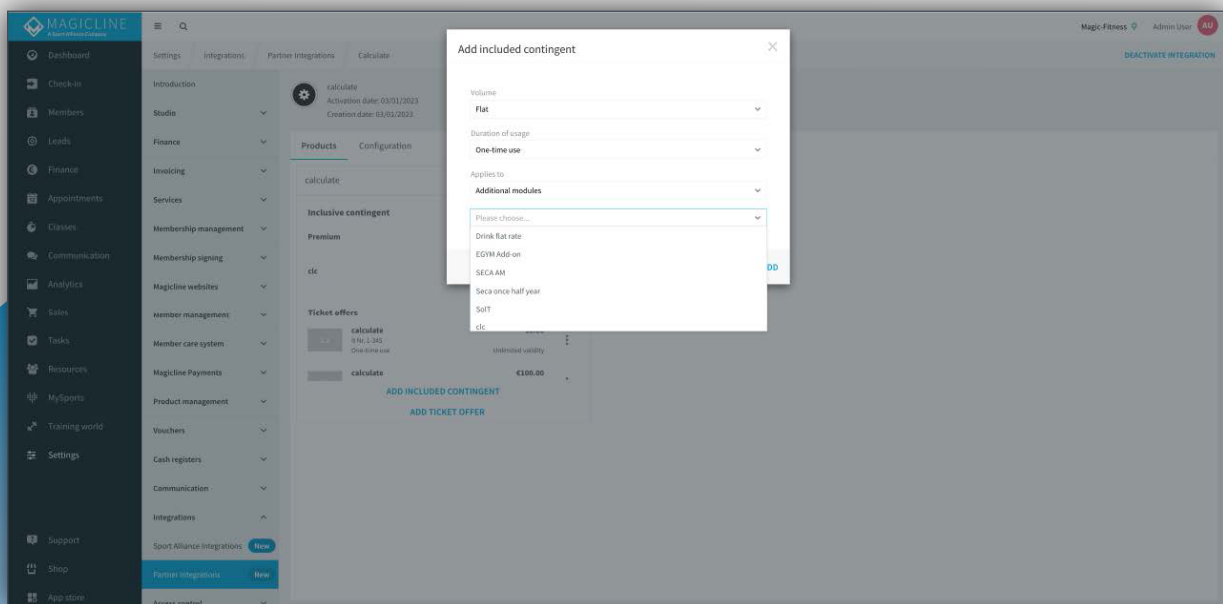 MAGICLINE
A Sport Alliance Company
Magic-Fitness
Admin User
AU
Dashboard
Check-in
Members
Leads
Finance
Appointments
Classes
Communication
Analytics
Sales
Tasks
Resources
MySports
Training world
Settings
Support
Shop
App store
Settings
Integrations
Partner Integrations
Calculate
DEACTIVATE INTEGRATION
Introduction
Studio
Finance
Invoicing
Services
Membership management
Membership signing
Magicline websites
Member management
Member care system
Magicline Payments
Product management
Vouchers
Cash registers
Communication
Integrations
Sport Alliance Integrations New
Partner Integrations New
Access control
calculate
Activation date: 03/01/2023
Creation date: 03/01/2023
Products
Configuration
calculate
Inclusive contingent
Premium
clc
Ticket offers
calculate
One-time use
Unlimited validity
calculate
€100.00
ADD INCLUDED CONTINGENT
ADD TICKET OFFER
Add included contingent
Volume
Flat
Duration of usage
One-time use
Applies to
Additional modules
Please choose...
Drink flat rate
EGYM Add-on
SECA AM
Seca once half year
SolT
clc
DD